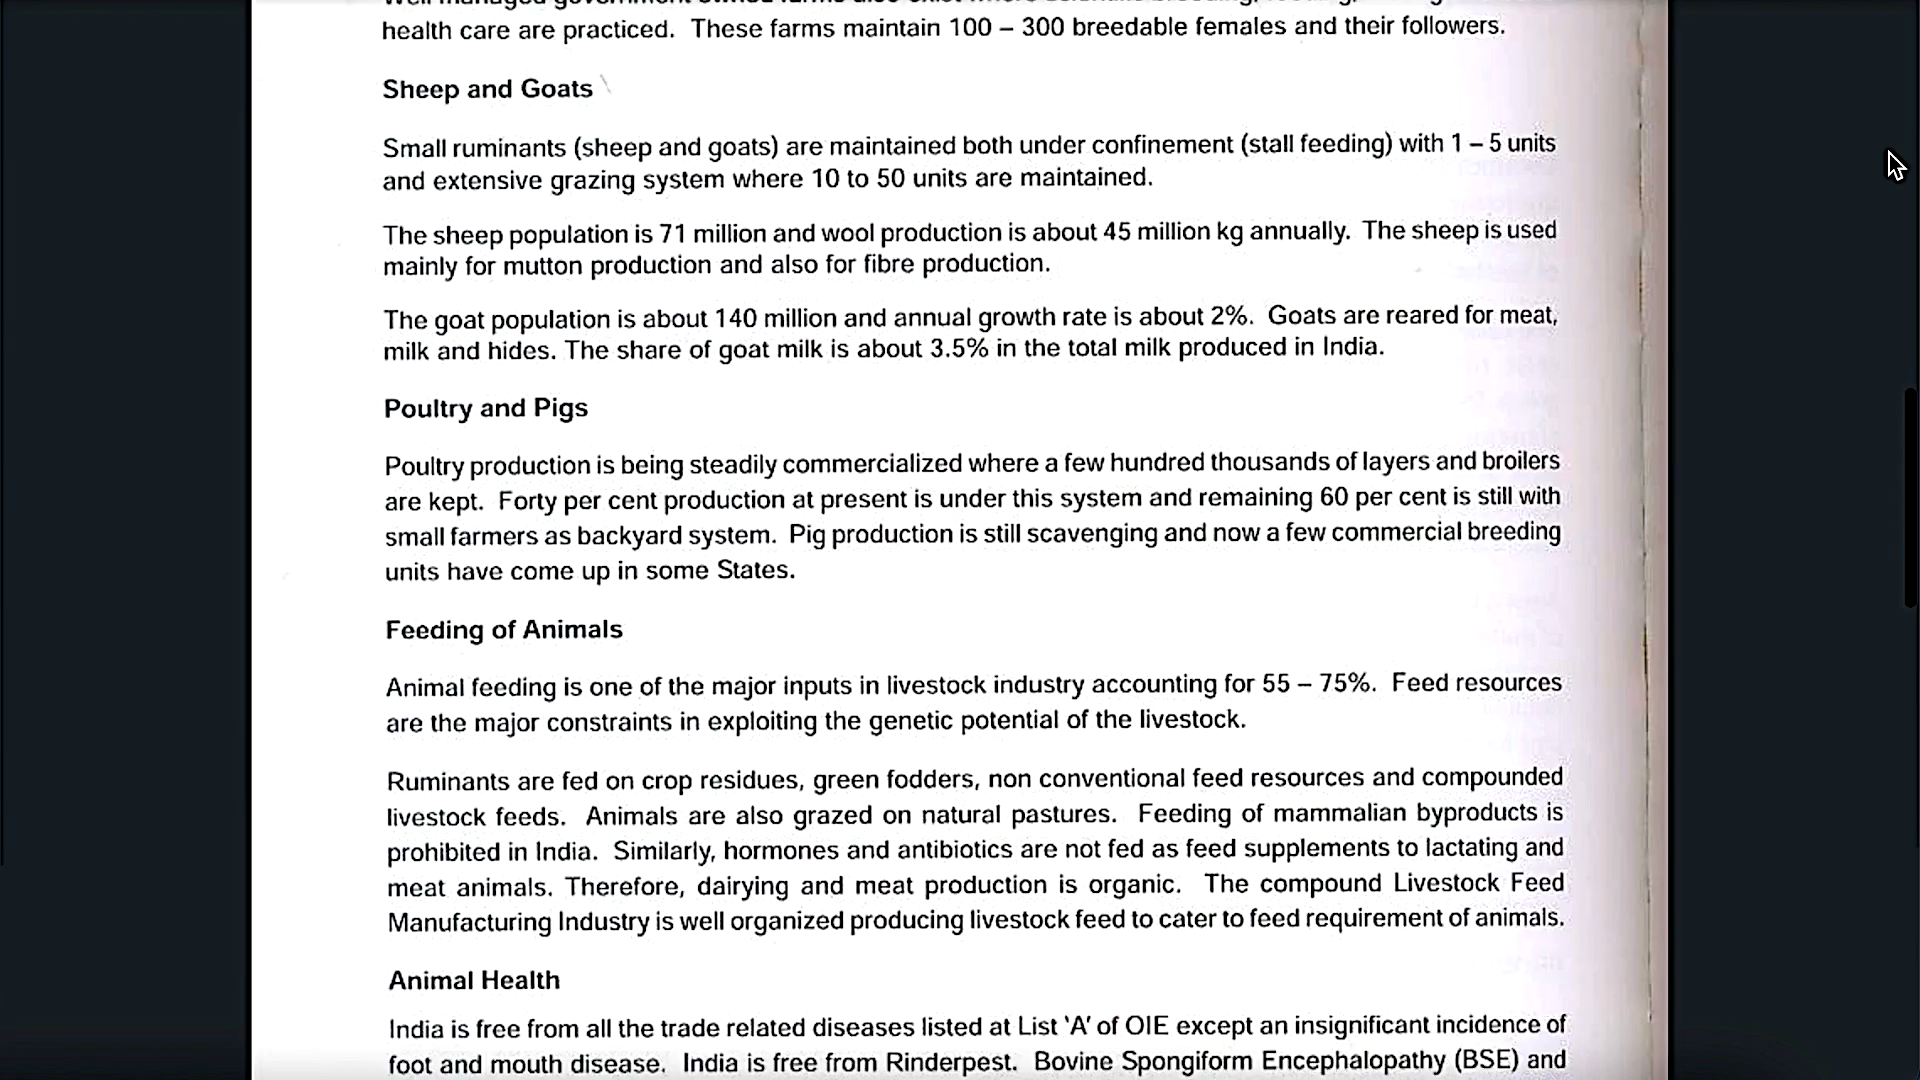 health care are practiced. These farms maintain 100 – 300 breedable females and their followers.
Sheep and Goats
Small ruminants (sheep and goats) are maintained both under confinement (stall feeding) with 1 – 5 units
and extensive grazing system where 10 to 50 units are maintained.
The sheep population is 71 million and wool production is about 45 million kg annually. The sheep is used
mainly for mutton production and also for fibre production.
The goat population is about 140 million and annual growth rate is about 2%. Goats are reared for meat,
milk and hides. The share of goat milk is about 3.5% in the total milk produced in India.
Poultry and Pigs
Poultry production is being steadily commercialized where a few hundred thousands of layers and broilers
are kept. Forty per cent production at present is under this system and remaining 60 per cent is still with
small farmers as backyard system. Pig production is still scavenging and now a few commercial breeding
units have come up in some States.
Feeding of Animals
Animal feeding is one of the major inputs in livestock industry accounting for 55 – 75%. Feed resources
are the major constraints in exploiting the genetic potential of the livestock.
Ruminants are fed on crop residues, green fodders, non conventional feed resources and compounded
livestock feeds. Animals are also grazed on natural pastures. Feeding of mammalian byproducts is
prohibited in India. Similarly, hormones and antibiotics are not fed as feed supplements to lactating and
meat animals. Therefore, dairying and meat production is organic. The compound Livestock Feed
Manufacturing Industry is well organized producing livestock feed to cater to feed requirement of animals.
Animal Health
India is free from all the trade related diseases listed at List 'A' of OIE except an insignificant incidence of
foot and mouth disease. India is free from Rinderpest. Bovine Spongiform Encephalopathy (BSE) and